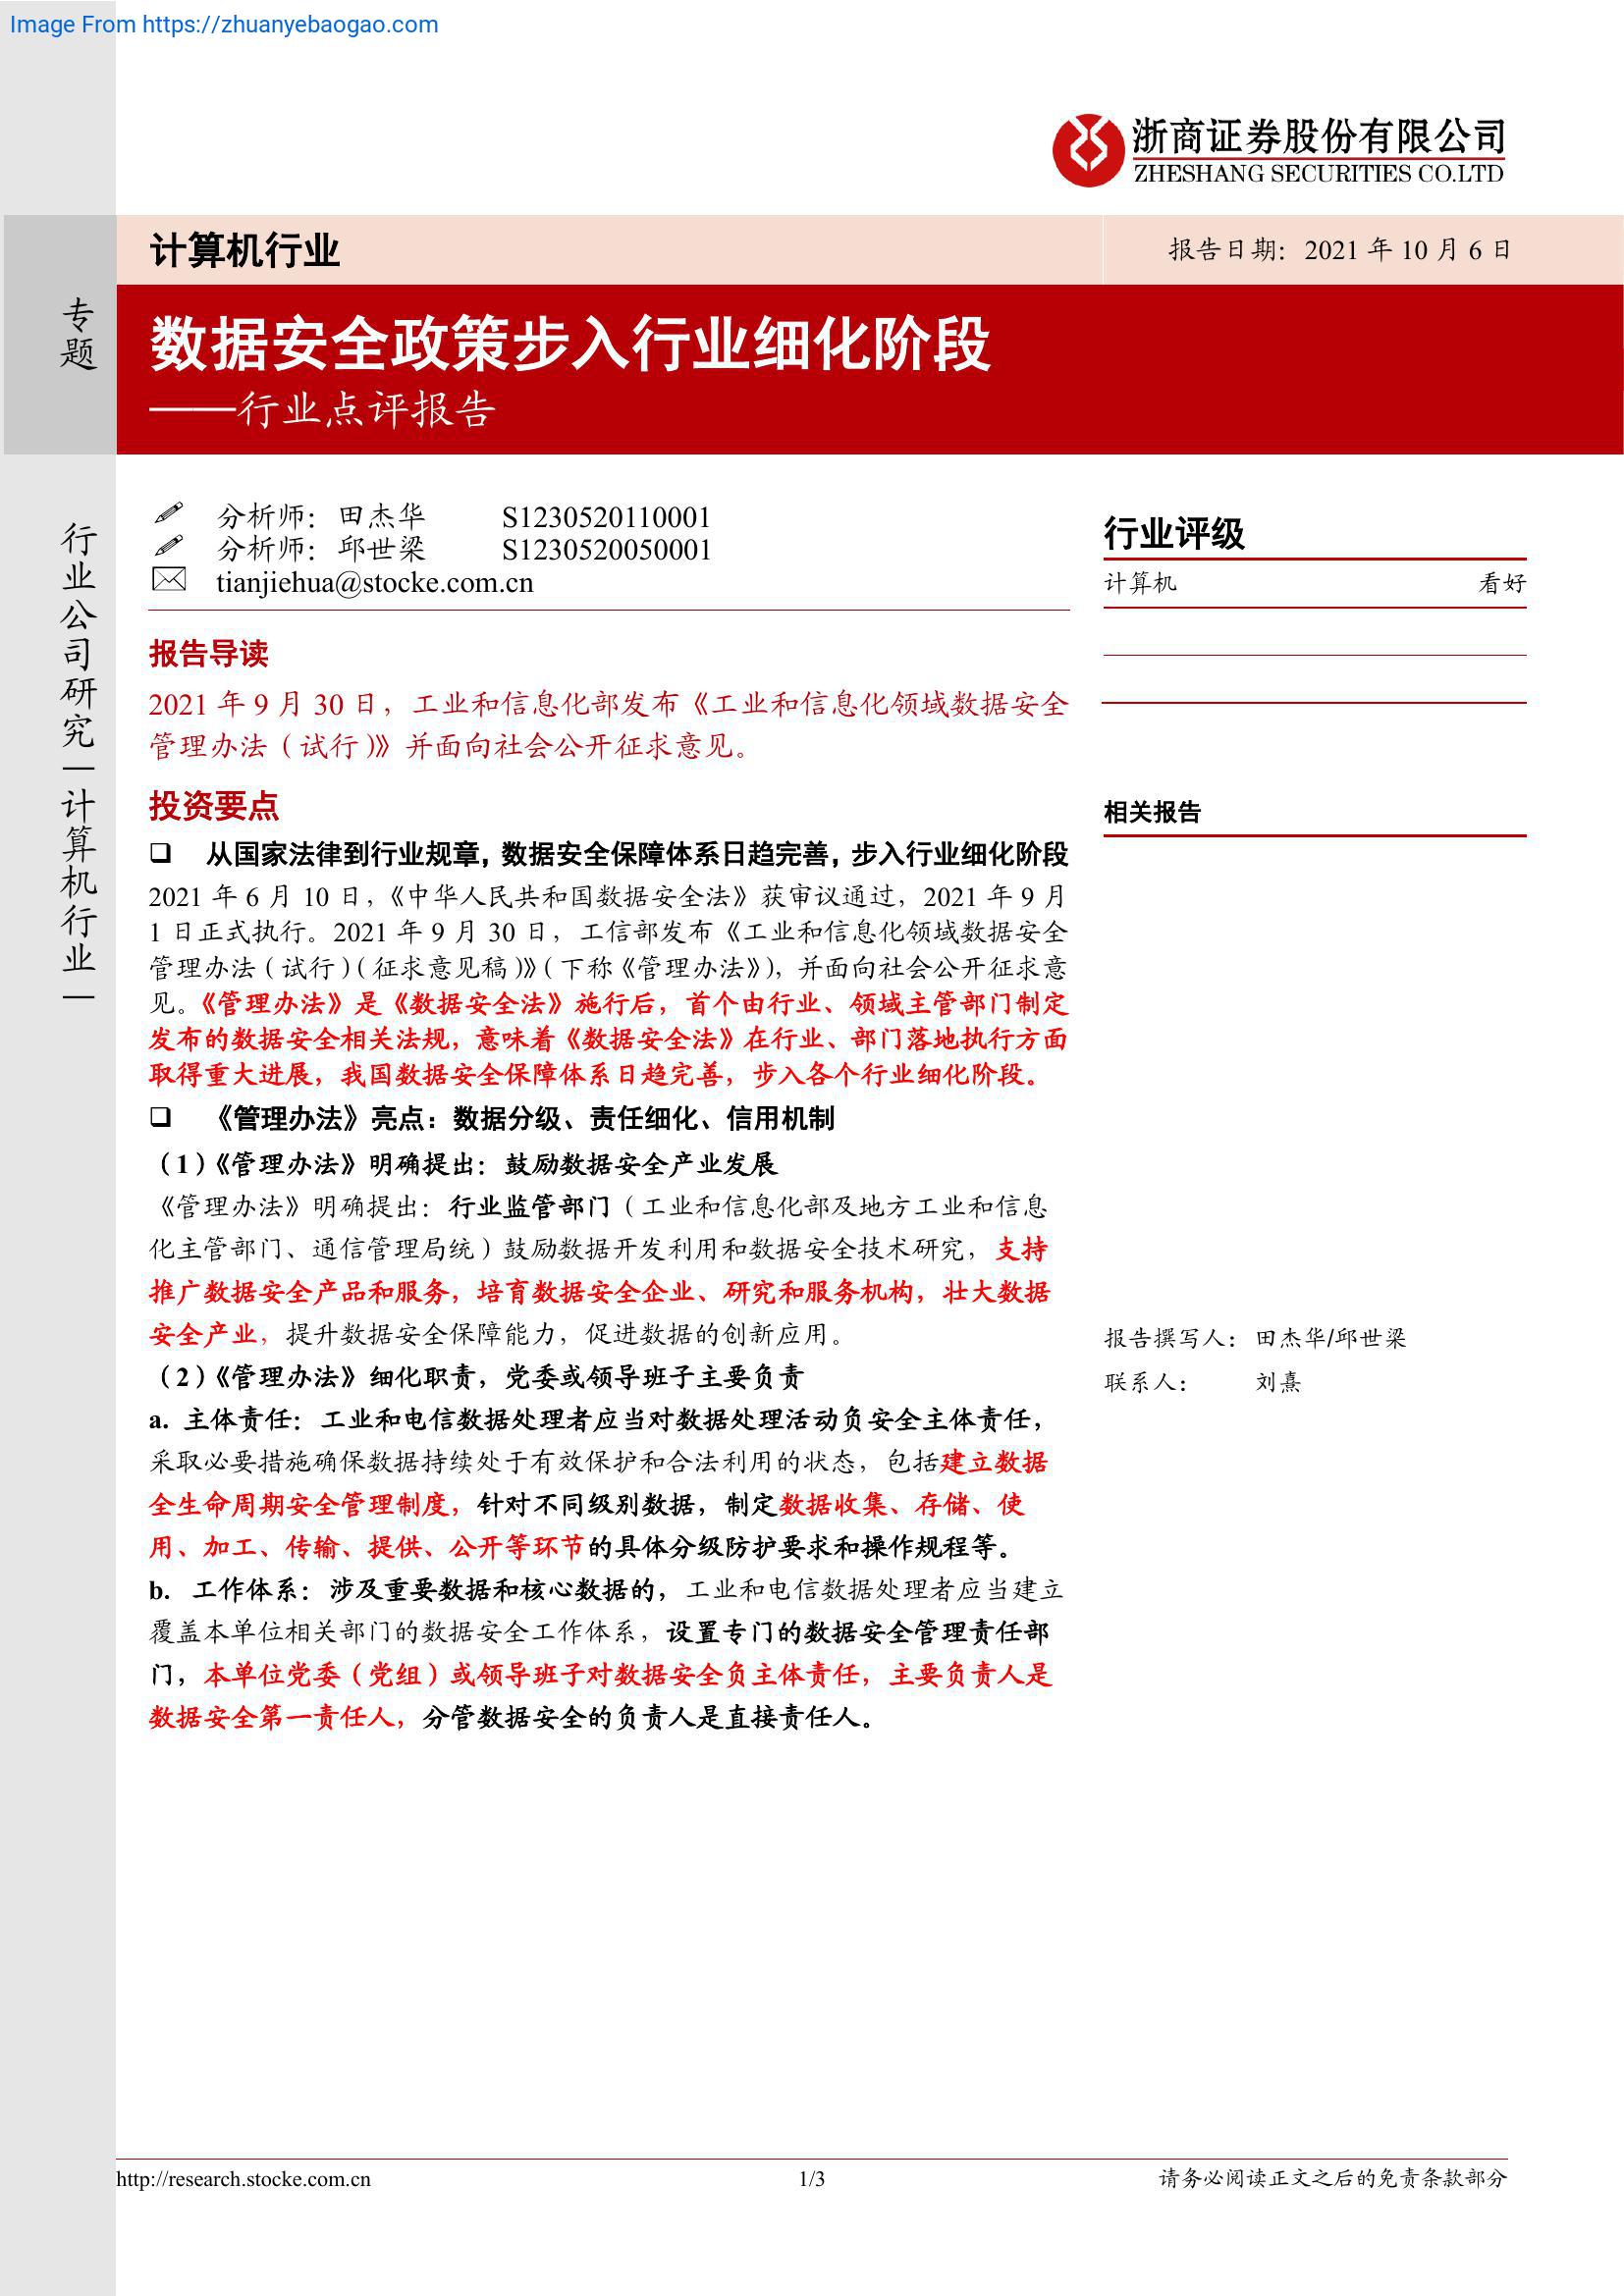 Image From https://zhuanyebaogao.com
浙商证券股份有限公司
ZHESHANG SECURITIES CO.LTD
计算机行业
报告日期：2021 年 10 月 6 日
专题
数据安全政策步入行业细化阶段
——行业点评报告
行业公司研究｜计算机行业｜
分析师：田杰华 S1230520110001
分析师：邱世梁 S1230520050001
tianjiehua@stocke.com.cn
报告导读
2021 年 9 月 30 日，工业和信息化部发布《工业和信息化领域数据安全
管理办法（试行）》并面向社会公开征求意见。
投资要点
❑ 从国家法律到行业规章，数据安全保障体系日趋完善，步入行业细化阶段
2021 年 6 月 10 日，《中华人民共和国数据安全法》获审议通过，2021 年 9 月
1 日正式执行。2021 年 9 月 30 日，工信部发布《工业和信息化领域数据安全
管理办法（试行）（征求意见稿）》（下称《管理办法》），并面向社会公开征求意
见。《管理办法》是《数据安全法》施行后，首个由行业、领域主管部门制定
发布的数据安全相关法规，意味着《数据安全法》在行业、部门落地执行方面
取得重大进展，我国数据安全保障体系日趋完善，步入各个行业细化阶段。
❑ 《管理办法》亮点：数据分级、责任细化、信用机制
（1）《管理办法》明确提出：鼓励数据安全产业发展
《管理办法》明确提出：行业监管部门（工业和信息化部及地方工业和信息
化主管部门、通信管理局统）鼓励数据开发利用和数据安全技术研究，支持
推广数据安全产品和服务，培育数据安全企业、研究和服务机构，壮大数据
安全产业，提升数据安全保障能力，促进数据的创新应用。
（2）《管理办法》细化职责，党委或领导班子主要负责
a. 主体责任：工业和电信数据处理者应当对数据处理活动负安全主体责任，
采取必要措施确保数据持续处于有效保护和合法利用的状态，包括建立数据
全生命周期安全管理制度，针对不同级别数据，制定数据收集、存储、使
用、加工、传输、提供、公开等环节的具体分级防护要求和操作规程等。
b. 工作体系：涉及重要数据和核心数据的，工业和电信数据处理者应当建立
覆盖本单位相关部门的数据安全工作体系，设置专门的数据安全管理责任部
门，本单位党委（党组）或领导班子对数据安全负主体责任，主要负责人是
数据安全第一责任人，分管数据安全的负责人是直接责任人。
行业评级
计算机 看好
相关报告
报告撰写人：田杰华/邱世梁
联系人： 刘熹
http://research.stocke.com.cn 1/3 请务必阅读正文之后的免责条款部分